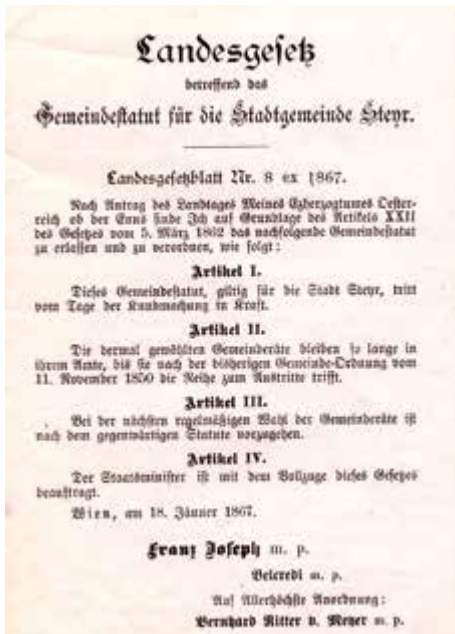 Landesgesetz
betreffend das
Gemeindestatut für die Stadtgemeinde Steyr.
Landesgesetzblatt Nr. 8 ex 1867.
Nach Antrag des Landtages Meines Erzherzogtumes Oester-
reich ob der Enns finde Ich auf Grundlage des Artikels XXII
des Gesetzes vom 5. März 1862 das nachfolgende Gemeindestatut
zu erlassen und zu verordnen, wie folgt:
Artikel I.
Dieses Gemeindestatut, giltig für die Stadt Steyr, tritt
vom Tage der Kundmachung in Kraft.
Artikel II.
Die dermal gewählten Gemeinderäte bleiben so lange in
ihrem Amte, bis sie nach der bisherigen Gemeinde-Ordnung vom
11. November 1850 die Reihe zum Austritte trifft.
Artikel III.
Bei der nächsten regelmäßigen Wahl der Gemeinderäte ist
nach dem gegenwärtigen Statute vorzugehen.
Artikel IV.
Der Staatsminister ist mit dem Vollzuge dieses Gesetzes
beauftragt.
Wien, am 18. Jänner 1867.
Franz Joseph m. p.
Belcredi m. p.
Auf Allerhöchste Anordnung:
Bernhard Ritter v. Meyer m. p.